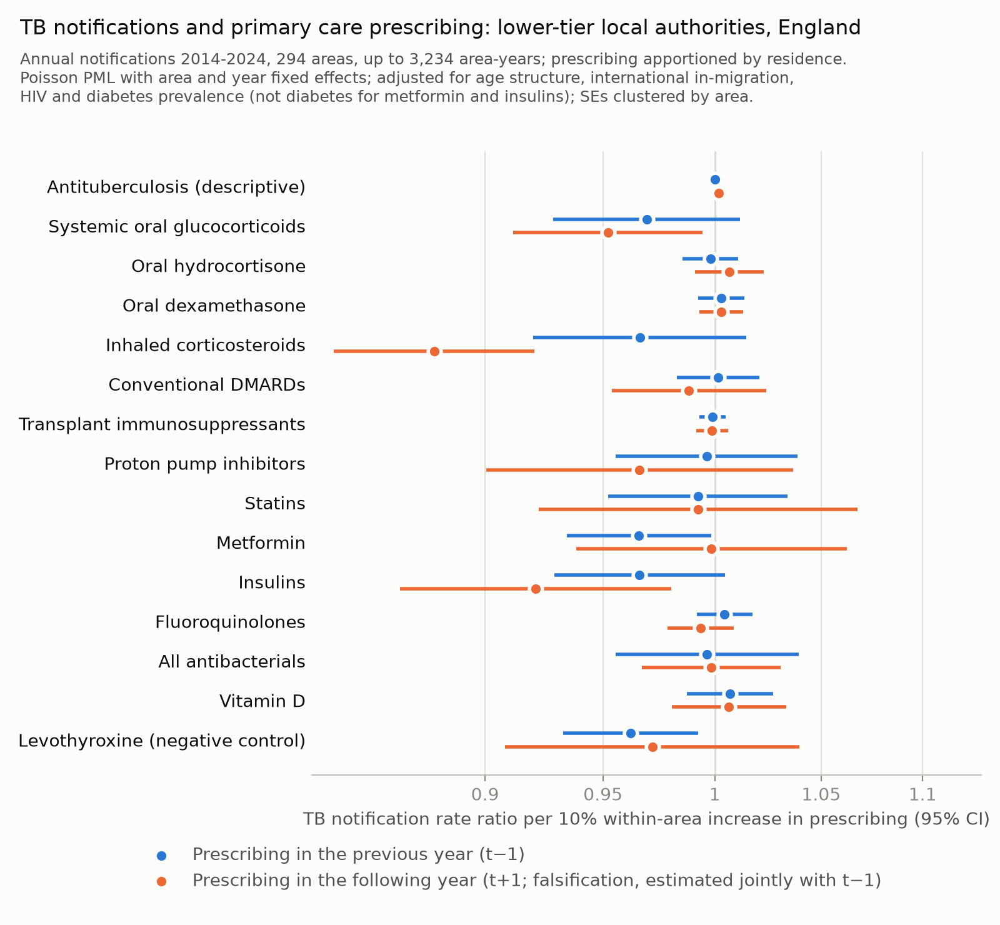 TB notifications and primary care prescribing: lower-tier local authorities, England
Annual notifications 2014-2024, 294 areas, up to 3,234 area-years; prescribing apportioned by residence.
Poisson PML with area and year fixed effects; adjusted for age structure, international in-migration,
HIV and diabetes prevalence (not diabetes for metformin and insulins); SEs clustered by area.
Antituberculosis (descriptive)
Systemic oral glucocorticoids
Oral hydrocortisone
Oral dexamethasone
Inhaled corticosteroids
Conventional DMARDs
Transplant immunosuppressants
Proton pump inhibitors
Statins
Metformin
Insulins
Fluoroquinolones
All antibacterials
Vitamin D
Levothyroxine (negative control)
0.9 0.95 1 1.05 1.1
TB notification rate ratio per 10% within-area increase in prescribing (95% CI)
Prescribing in the previous year (t−1)
Prescribing in the following year (t+1; falsification, estimated jointly with t−1)